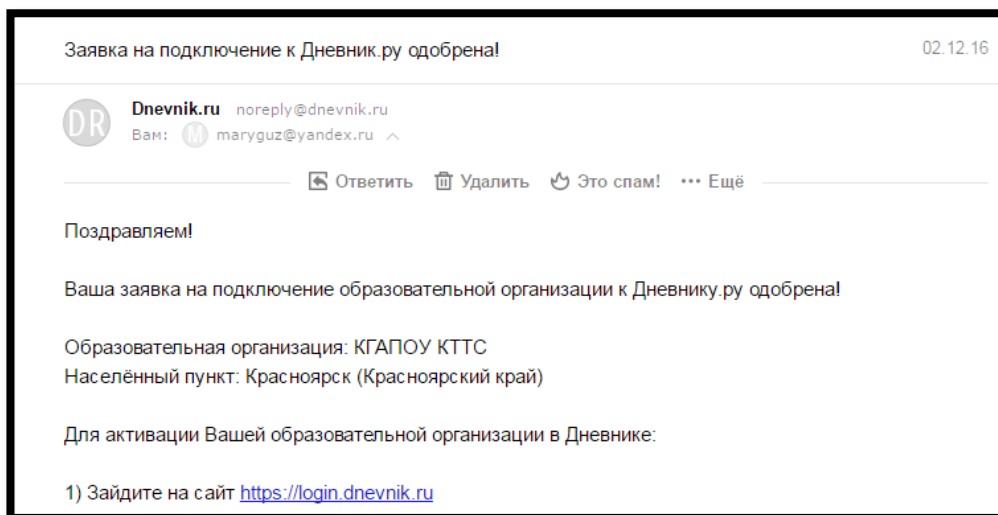 Заявка на подключение к Дневник.ру одобрена!
02.12.16
DR
Dnevnik.ru noreply@dnevnik.ru
Вам: M maryguz@yandex.ru
Ответить Удалить Это спам! ••• Ещё
Поздравляем!
Ваша заявка на подключение образовательной организации к Дневнику.ру одобрена!
Образовательная организация: КГАПОУ КТТС
Населённый пункт: Красноярск (Красноярский край)
Для активации Вашей образовательной организации в Дневнике:
1) Зайдите на сайт https://login.dnevnik.ru